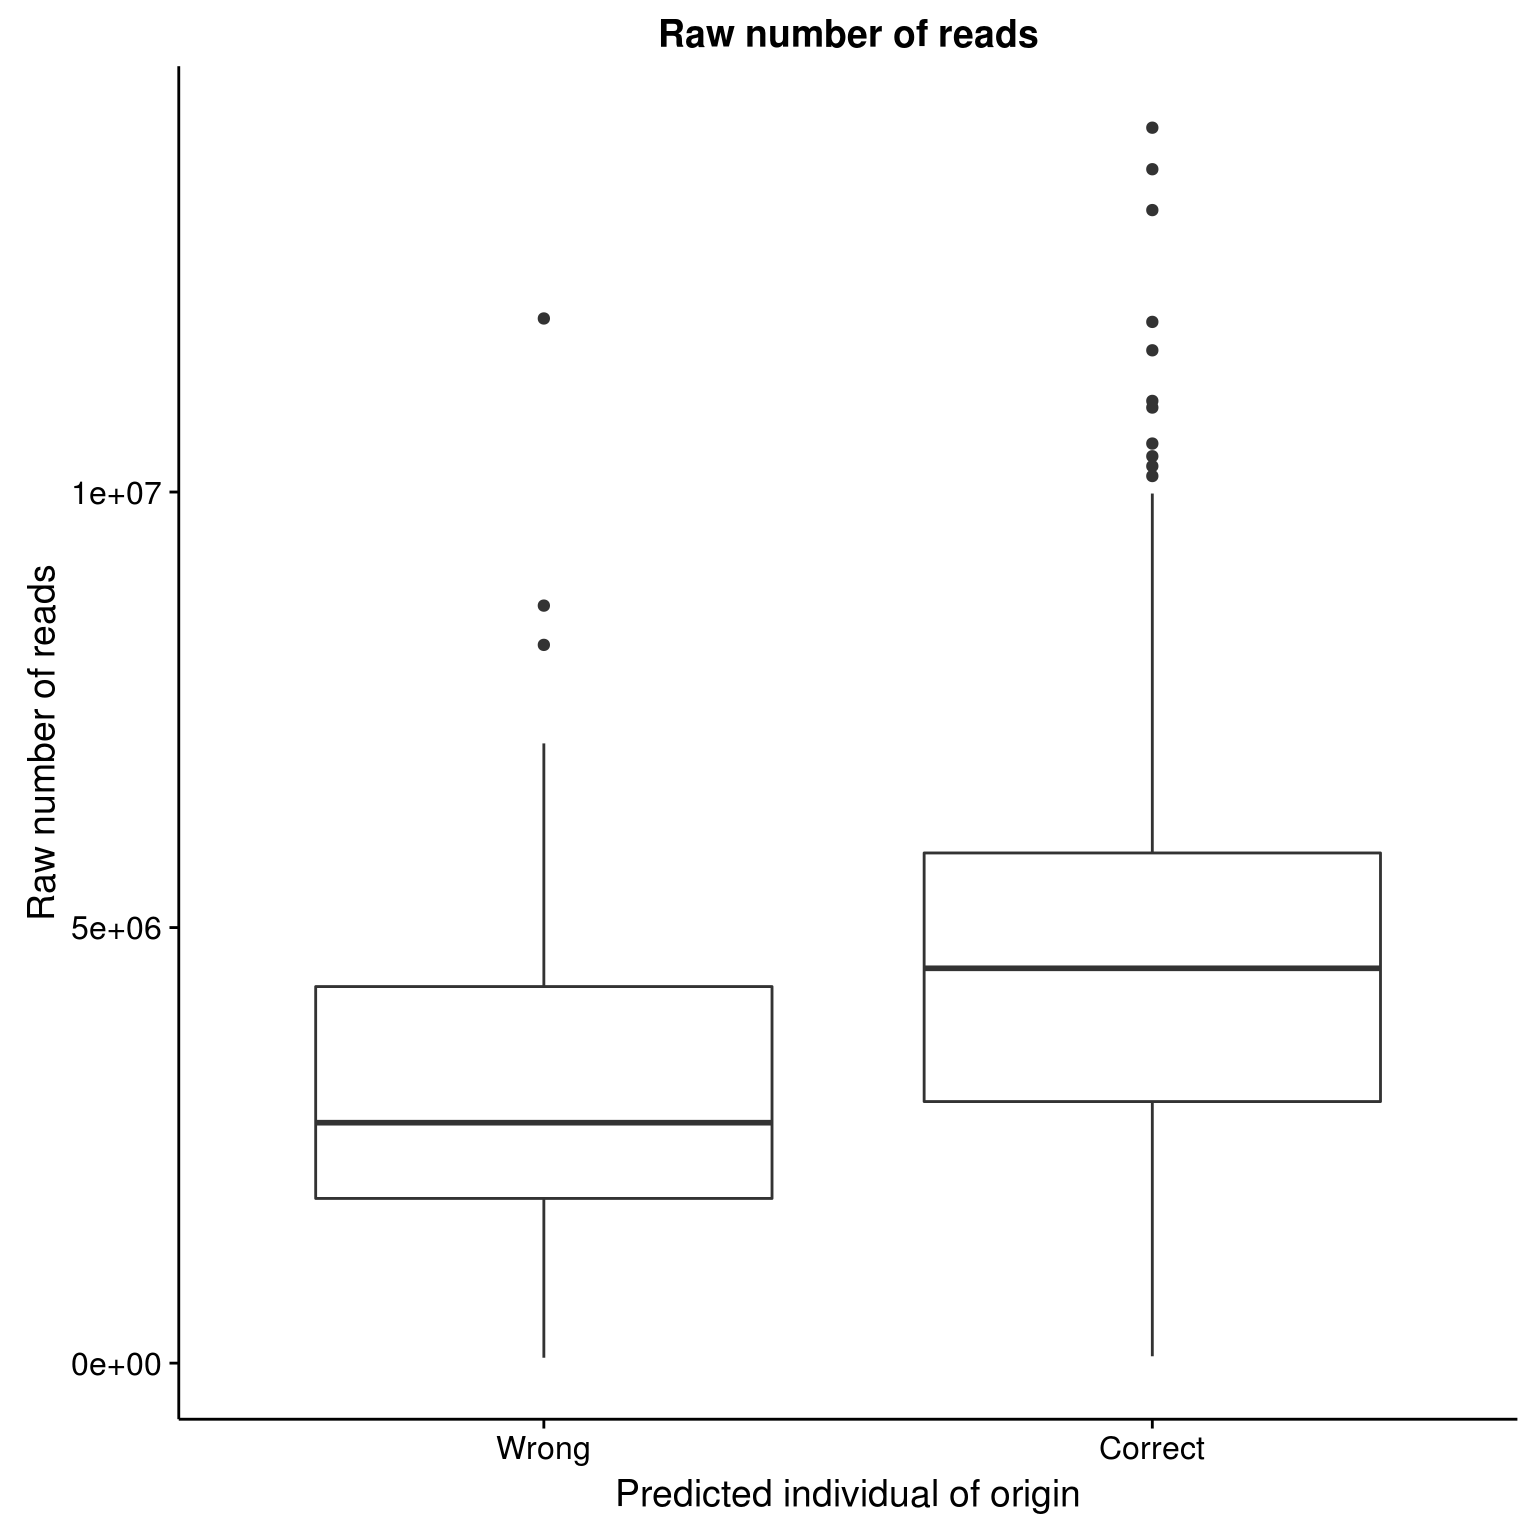 Raw number of reads
Raw number of reads
1e+07
5e+06
0e+00
Wrong
Correct
Predicted individual of origin